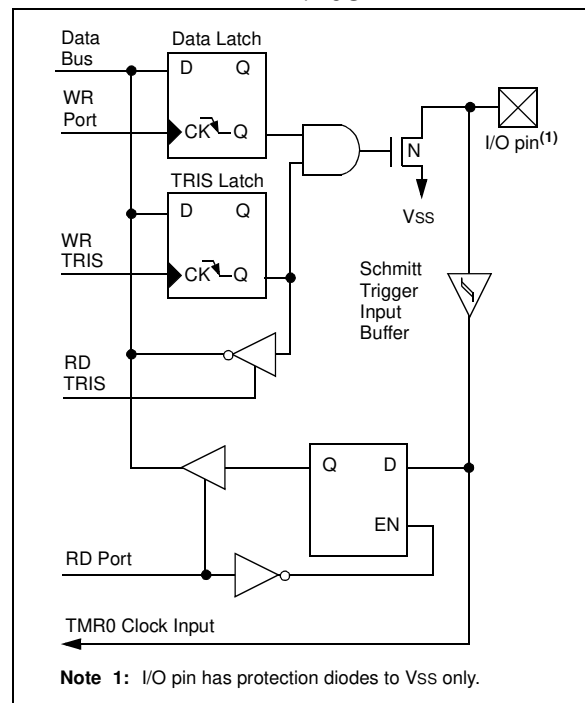 Data
Bus
Data Latch
D Q
WR
Port
CK Q
N
I/O pin(1)
VSS
TRIS Latch
D Q
WR
TRIS
CK Q
Schmitt
Trigger
Input
Buffer
RD
TRIS
Q D
EN
RD Port
TMR0 Clock Input
Note 1: I/O pin has protection diodes to VSS only.